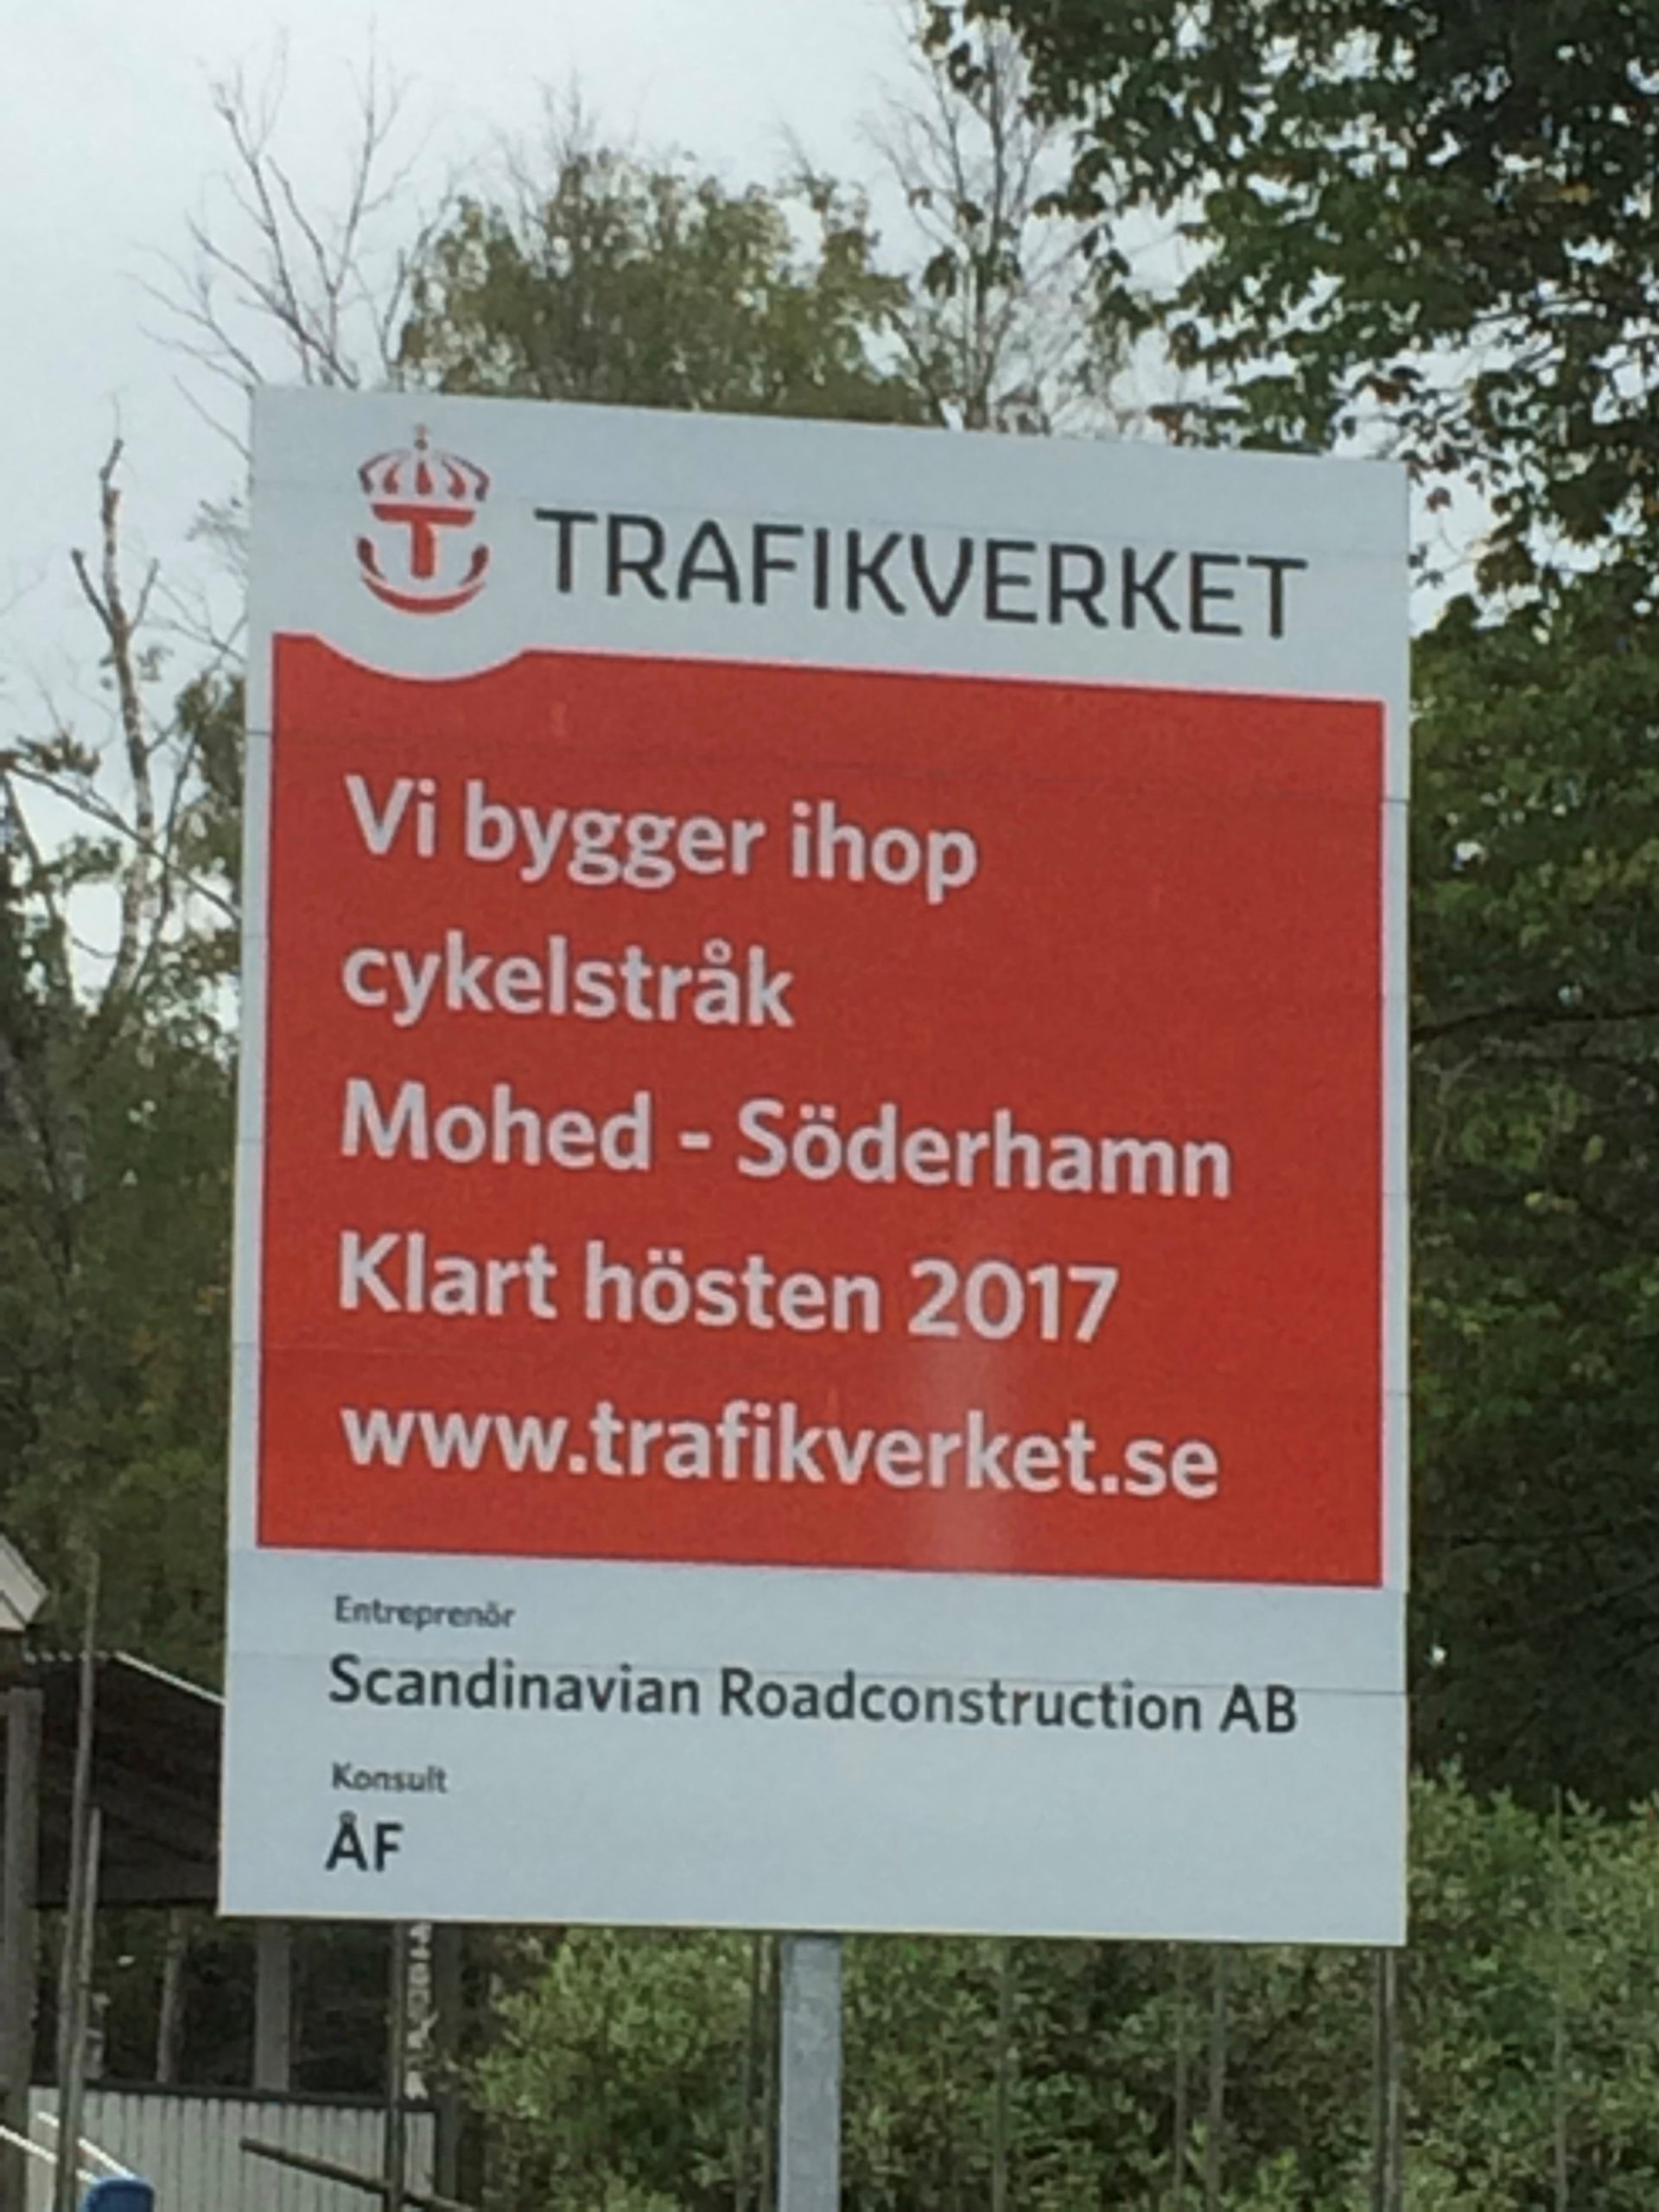 TRAFIKVERKET
Vi bygger ihop
cykelstråk
Mohed - Söderhamn
Klart hösten 2017
www.trafikverket.se
Entreprenör
Scandinavian Roadconstruction AB
Konsult
ÅF